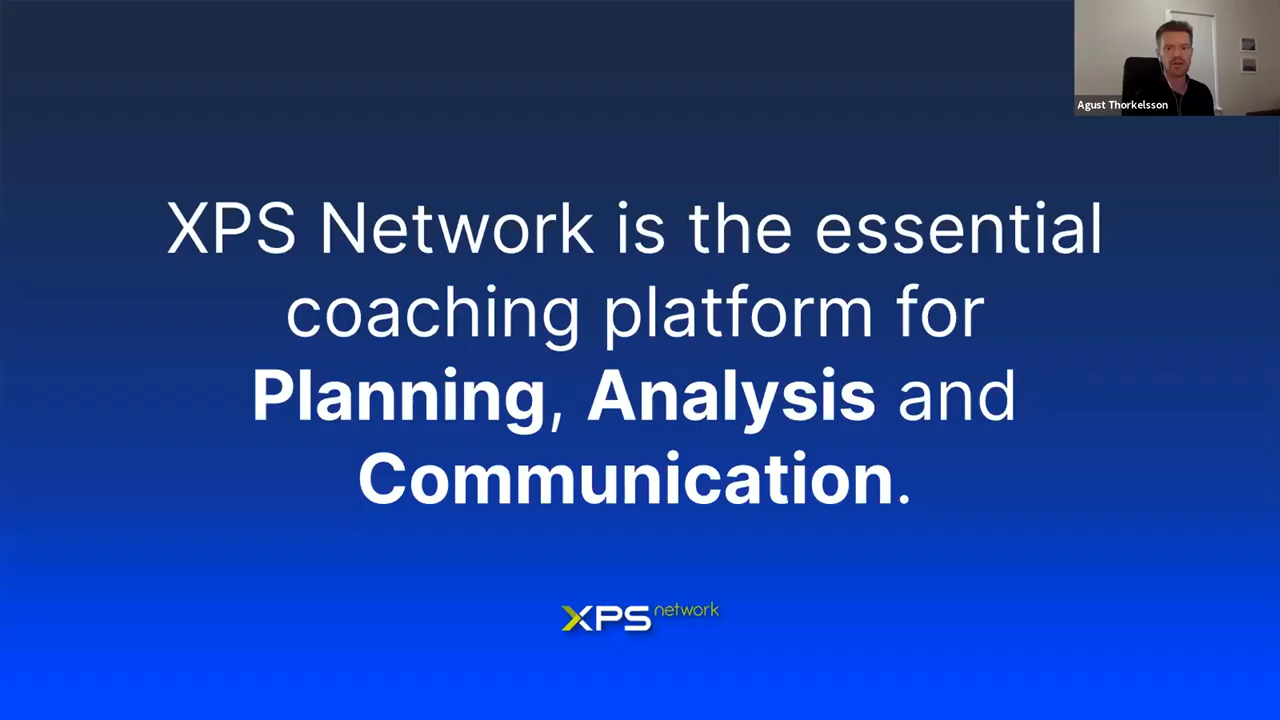 Agust Thorkelsson
XPS Network is the essential
coaching platform for
Planning, Analysis and
Communication.
XPS network